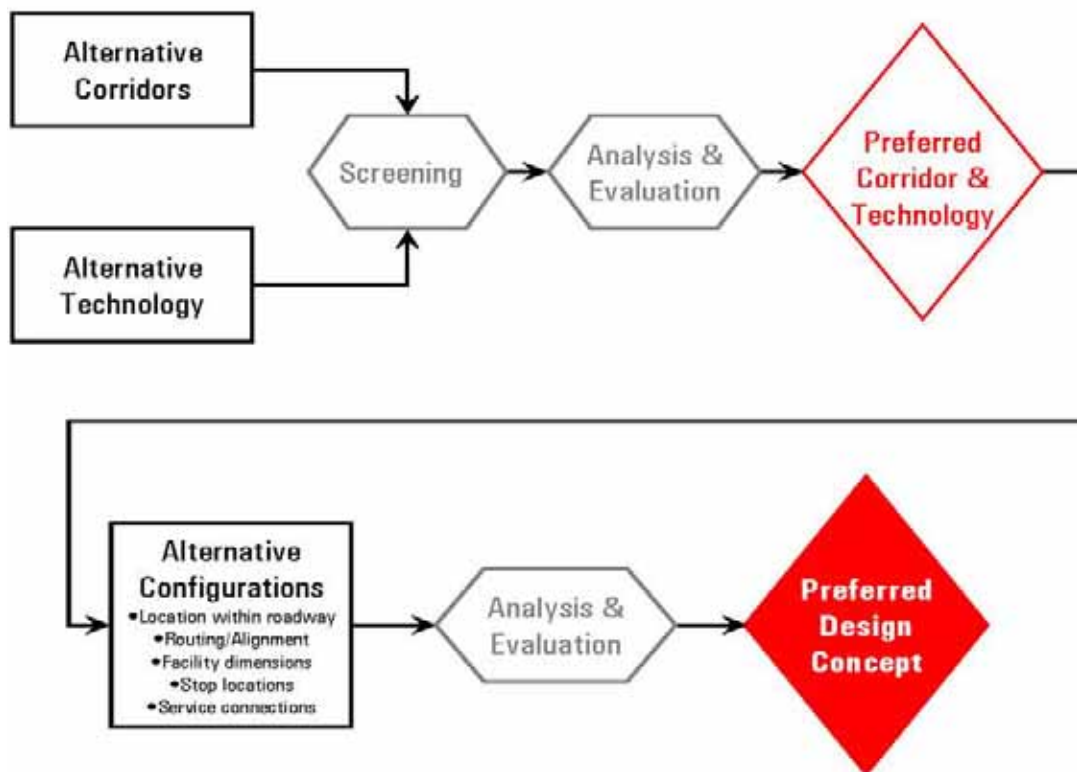 Alternative
Corridors
Screening
Analysis &
Evaluation
Preferred
Corridor &
Technology
Alternative
Technology
Alternative
Configurations
•Location within roadway
•Routing/Alignment
•Facility dimensions
•Stop locations
•Service connections
Analysis &
Evaluation
Preferred
Design
Concept